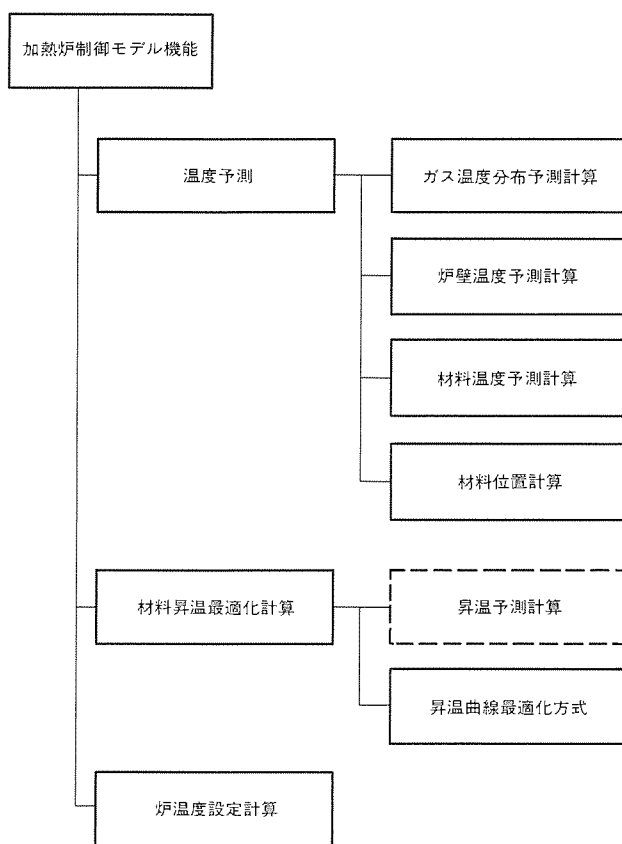 加熱炉制御モデル機能
温度予測
ガス温度分布予測計算
炉壁温度予測計算
材料温度予測計算
材料位置計算
材料昇温最適化計算
昇温予測計算
昇温曲線最適化方式
炉温度設定計算